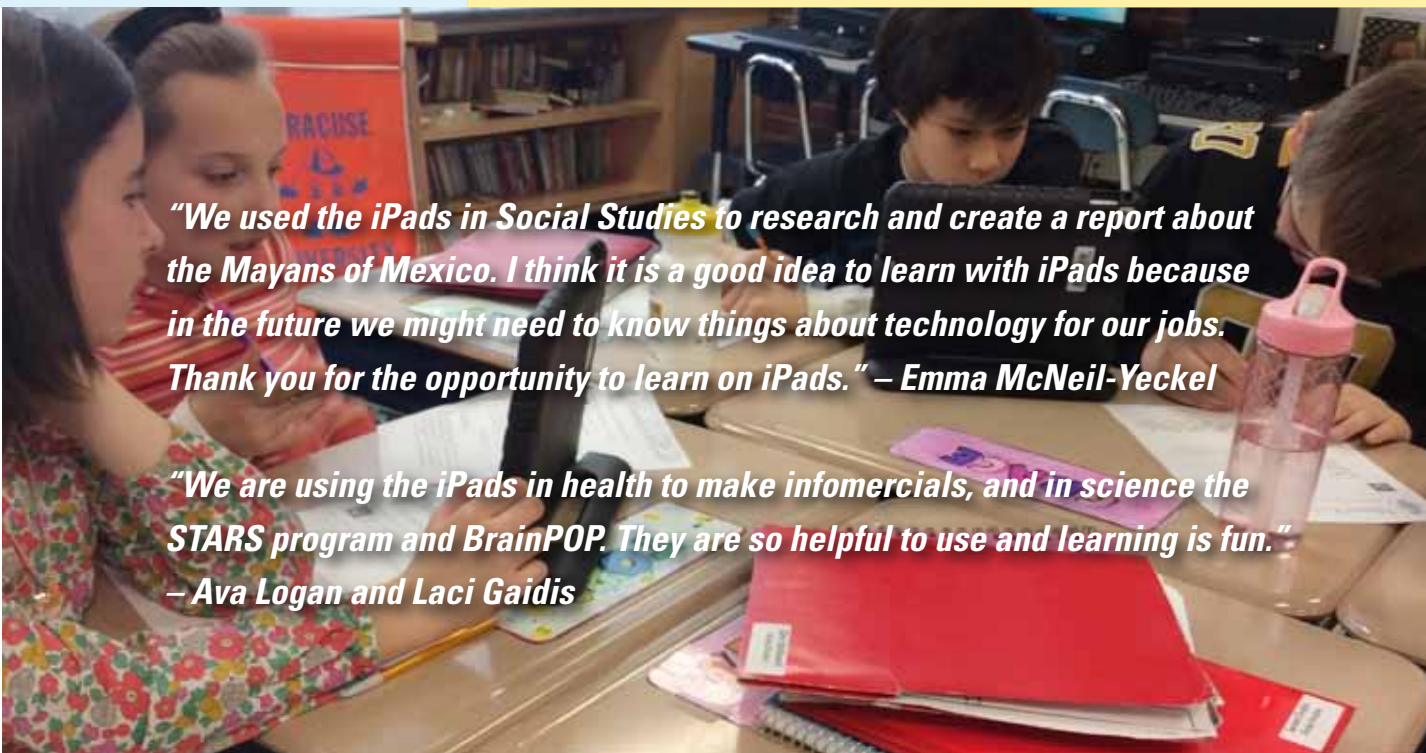 RACUSE
“We used the iPads in Social Studies to research and create a report about
the Mayans of Mexico. I think it is a good idea to learn with iPads because
in the future we might need to know things about technology for our jobs.
Thank you for the opportunity to learn on iPads.” – Emma McNeil-Yeckel
“We are using the iPads in health to make infomercials, and in science the
STARS program and BrainPOP. They are so helpful to use and learning is fun.”
– Ava Logan and Laci Gaidis